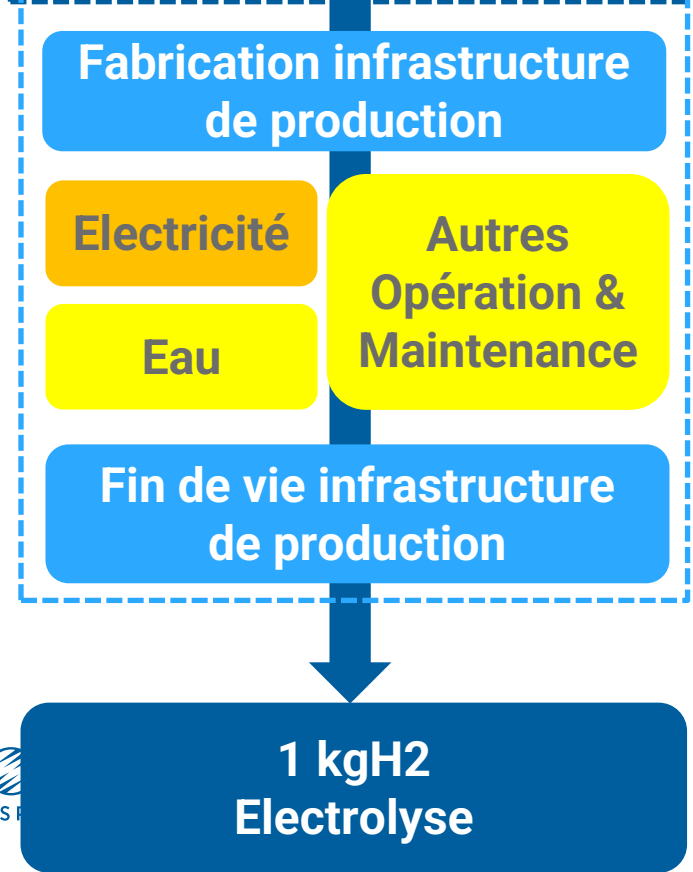 Fabrication infrastructure
de production
Electricité
Autres
Opération &
Maintenance
Eau
Fin de vie infrastructure
de production
1 kgH2
Electrolyse
S P